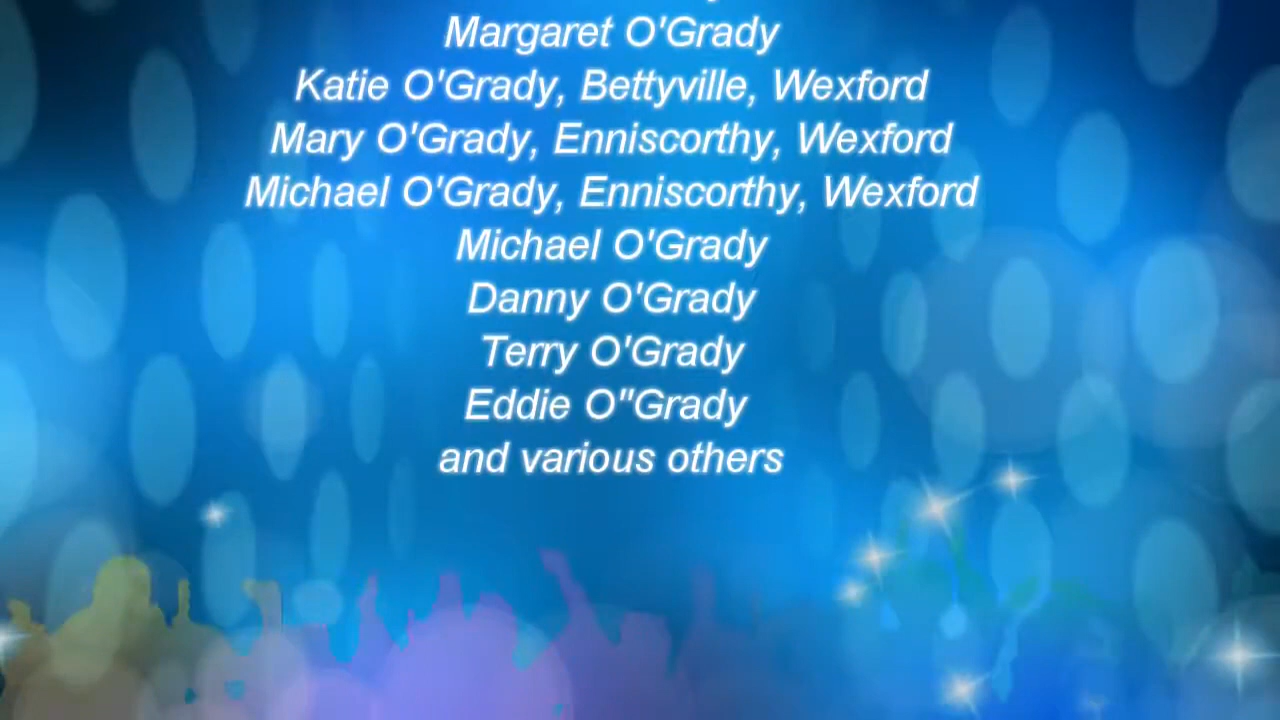 Margaret O'Grady
Katie O'Grady, Bettyville, Wexford
Mary O'Grady, Enniscorthy, Wexford
Michael O'Grady, Enniscorthy, Wexford
Michael O'Grady
Danny O'Grady
Terry O'Grady
Eddie O"Grady
and various others